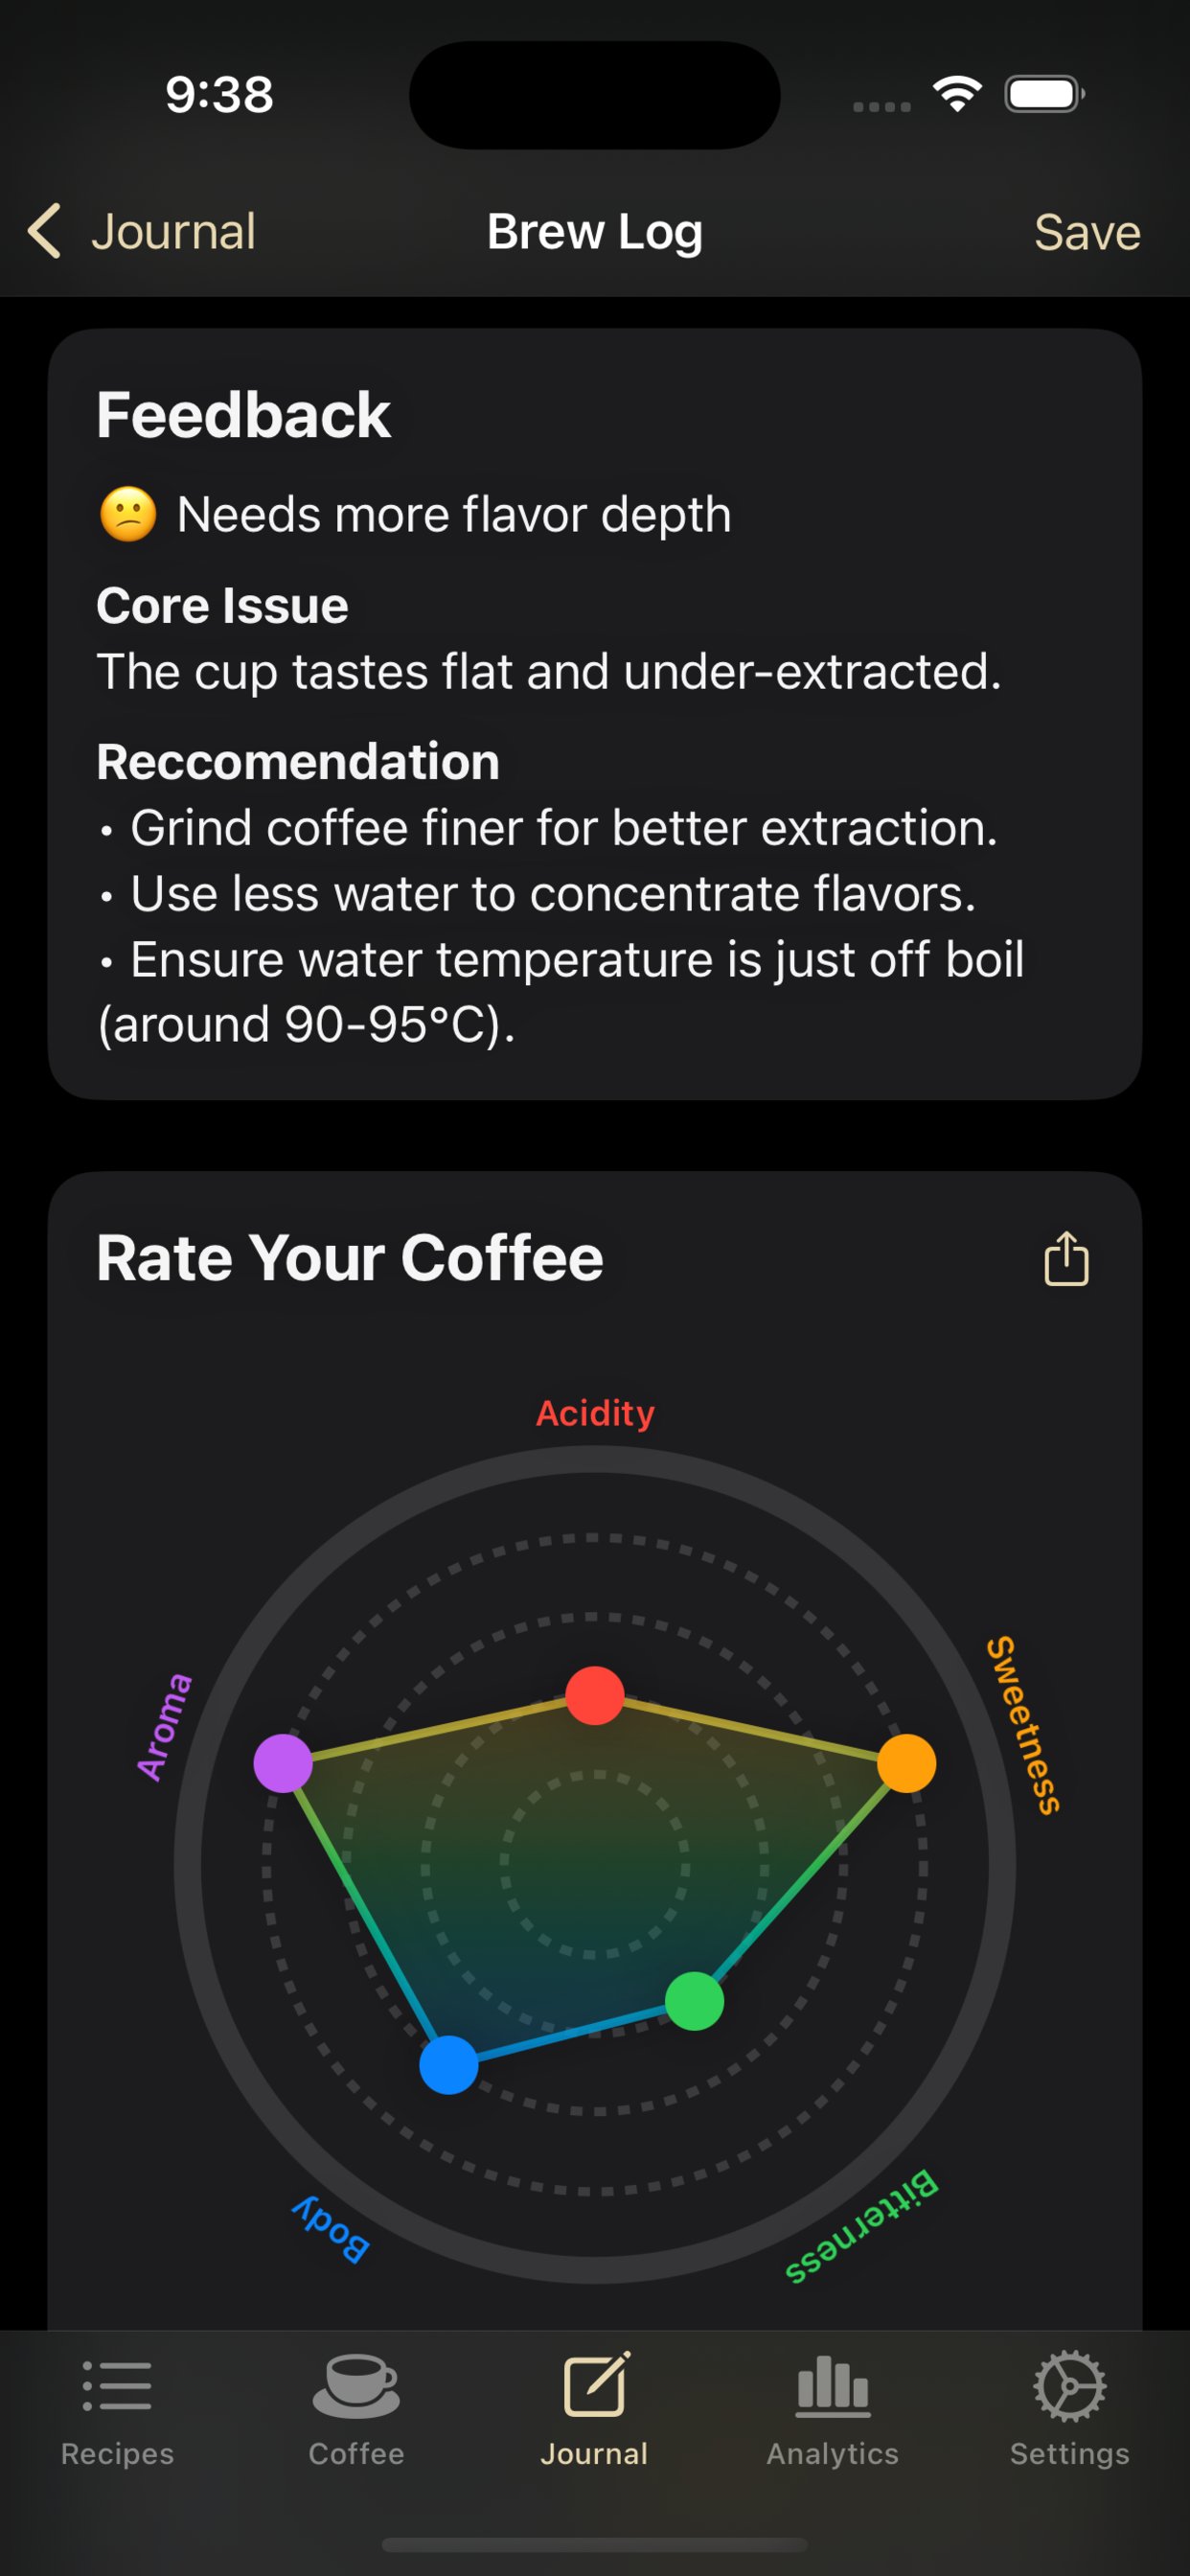 9:38
Journal
Brew Log
Save
Feedback
😕 Needs more flavor depth
Core Issue
The cup tastes flat and under-extracted.
Reccomendation
• Grind coffee finer for better extraction.
• Use less water to concentrate flavors.
• Ensure water temperature is just off boil
(around 90-95°C).
Rate Your Coffee
Acidity
Sweetness
Aroma
Bitterness
Body
Recipes
Coffee
Journal
Analytics
Settings